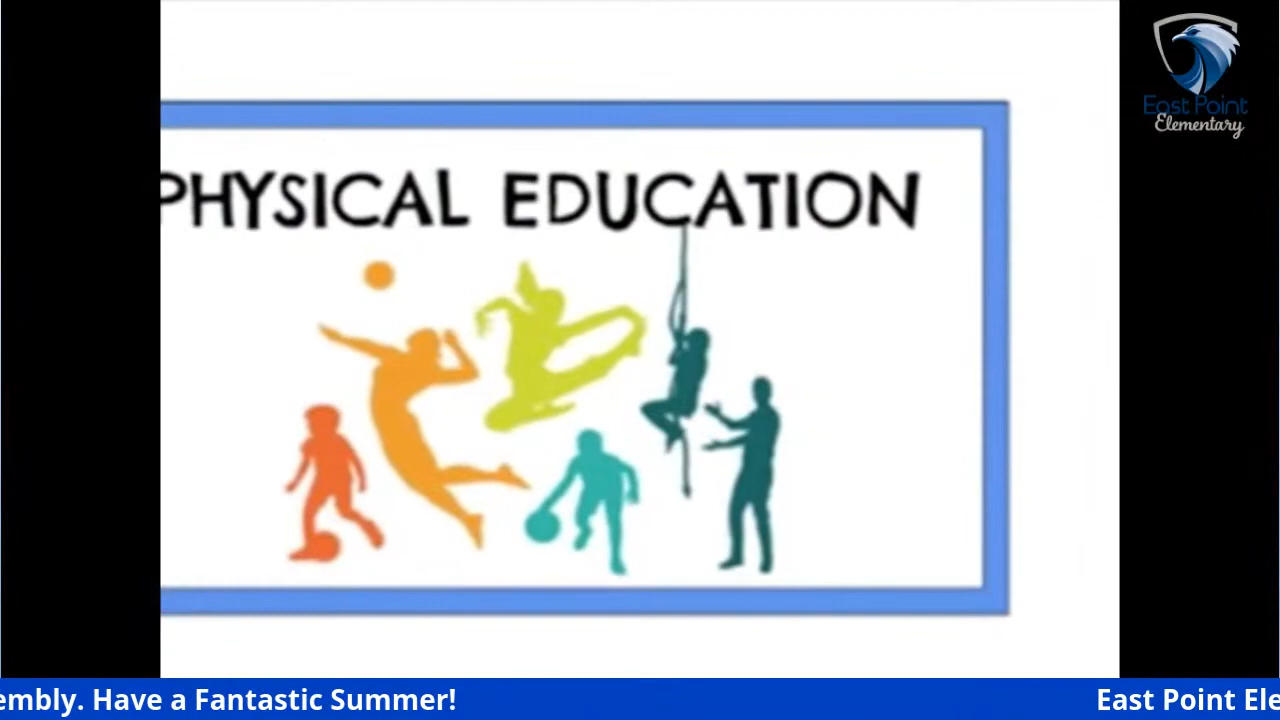 East Point
Elementary
PHYSICAL EDUCATION
embly. Have a Fantastic Summer! East Point Ele